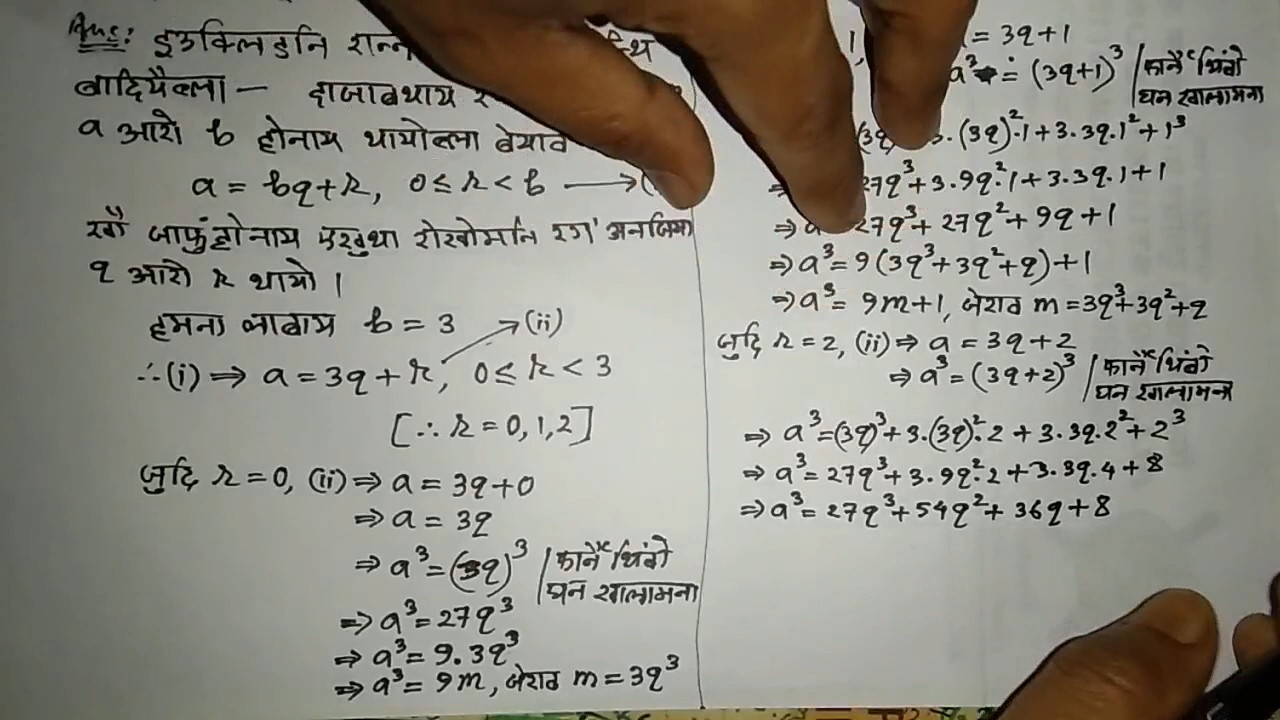 Ans: इउक्लिडनि रान्न
बादियैब्ला —
a आरो b होनाय थायोब्ला बेयाव
a = bq + r, 0 ≤ r < b →(
बे जाफुंहोनाय
q आरो r थायो।
b = 3
∴ (i) ⇒ a = 3q + r, 0 ≤ r < 3 →(ii)
[∴ r = 0, 1, 2]
जुदि r = 0, (ii) ⇒ a = 3q + 0
⇒ a = 3q
⇒ a³ = (3q)³ / फानैथिंबो
घन खालामना
⇒ a³ = 27q³
⇒ a³ = 9.3q³
⇒ a³ = 9m, जेराव m = 3q³
1, = 3q + 1
a³ = (3q+1)³ / फानैथिंबो
घन खालामना
(3q) .(3q)².1 + 3.3q.1² + 1³
27q³ + 3.9q².1 + 3.3q.1 + 1
⇒ 27q³ + 27q² + 9q + 1
⇒ a³ = 9(3q³ + 3q² + q) + 1
⇒ a³ = 9m + 1, जेराव m = 3q³ + 3q² + q
जुदि r = 2, (ii) ⇒ a = 3q + 2
⇒ a³ = (3q+2)³ / फानैथिंबो
घन खालामना
⇒ a³ = (3q)³ + 3.(3q)².2 + 3.3q.2² + 2³
⇒ a³ = 27q³ + 3.9q².2 + 3.3q.4 + 8
⇒ a³ = 27q³ + 54q² + 36q + 8